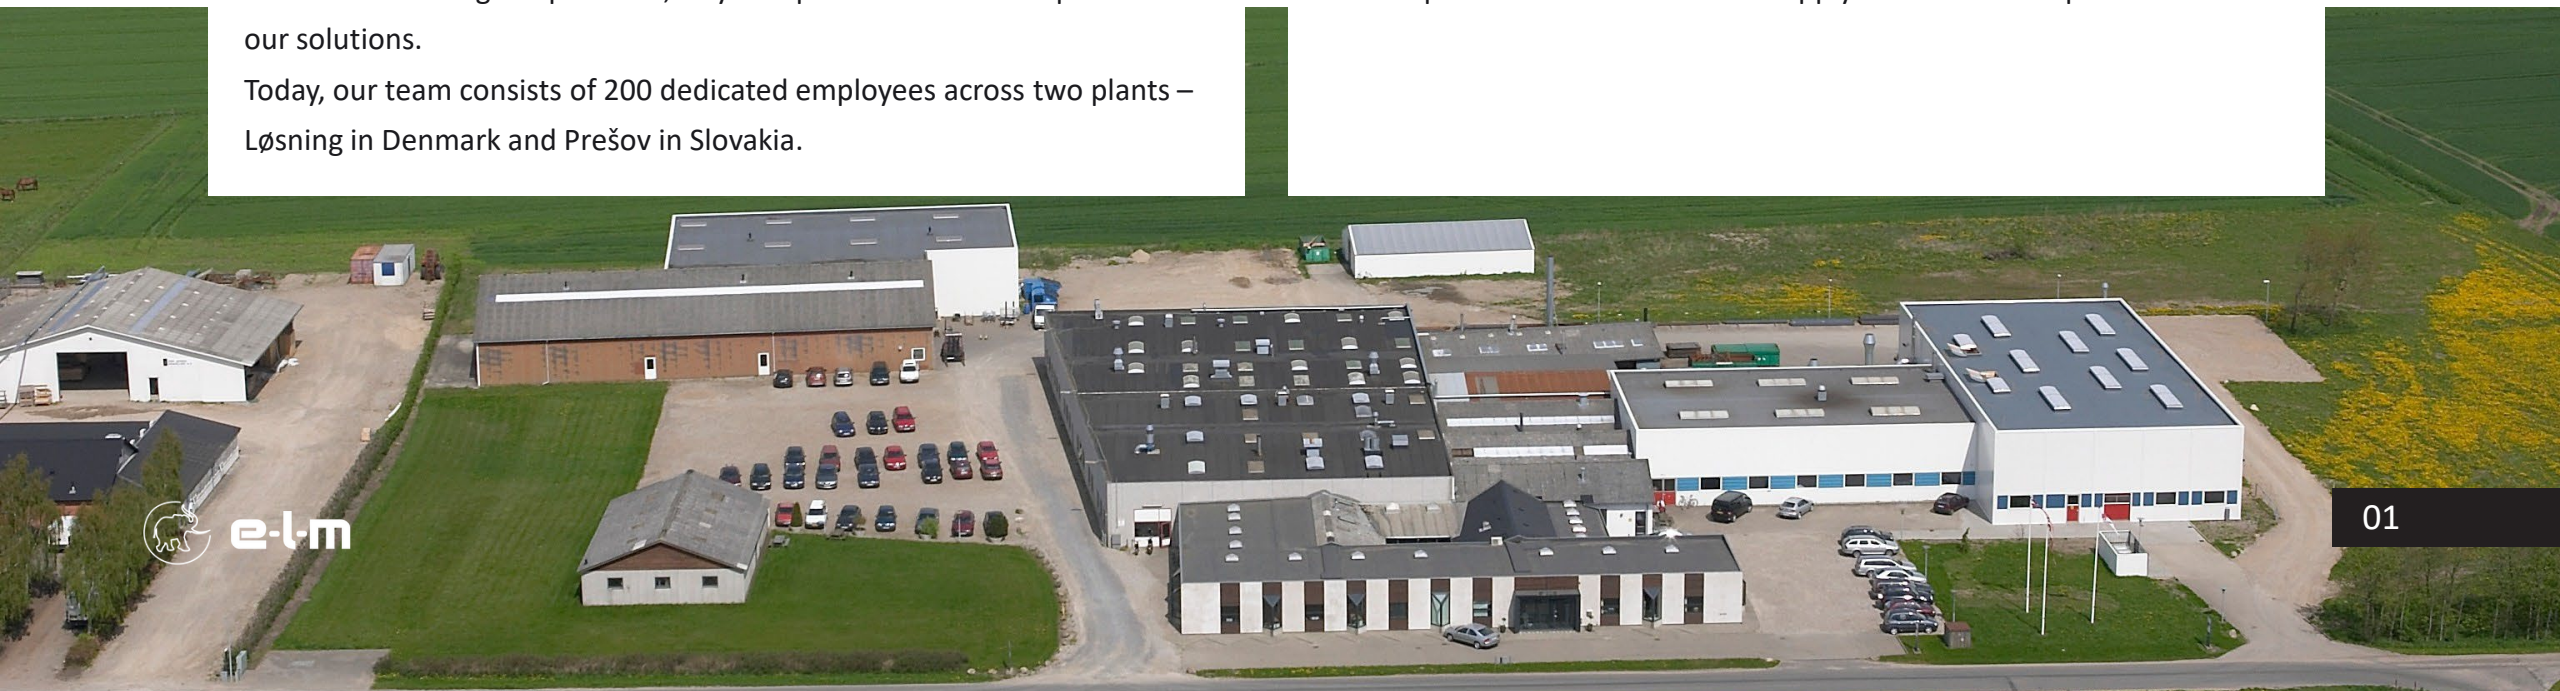 our solutions.
Today, our team consists of 200 dedicated employees across two plants –
Løsning in Denmark and Prešov in Slovakia.
e-l-m
01